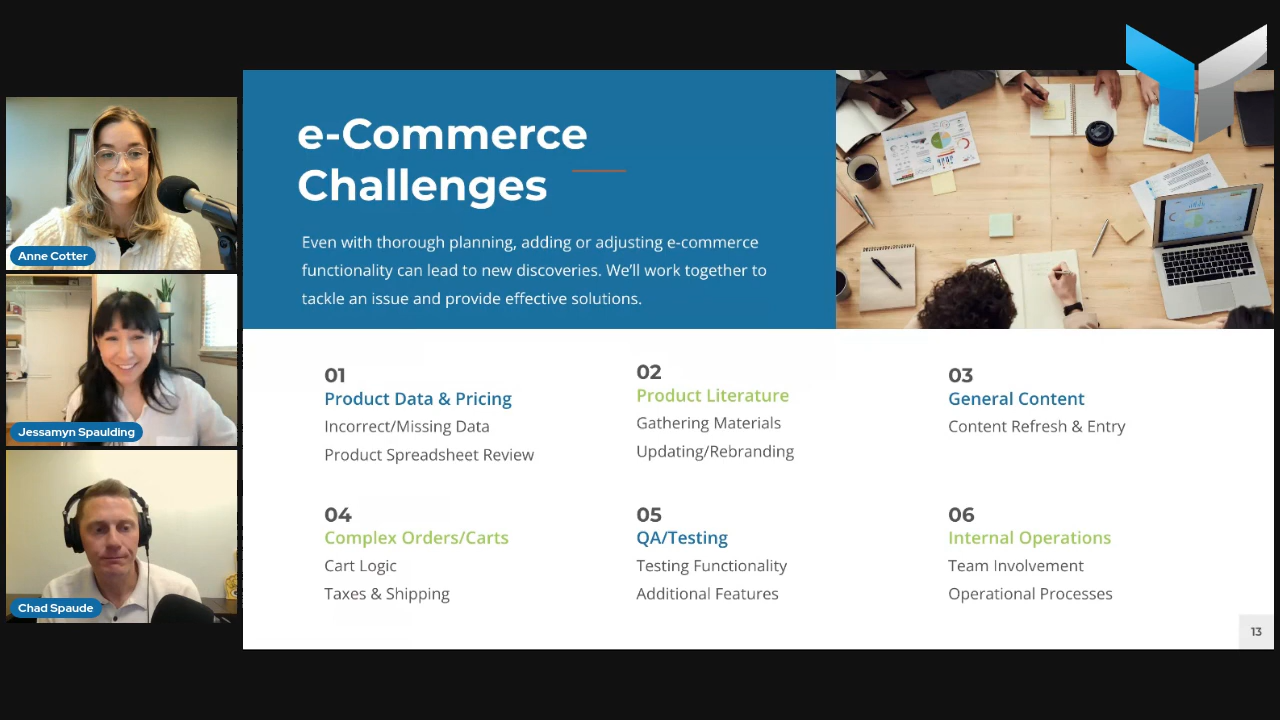 e-Commerce
Challenges
Even with thorough planning, adding or adjusting e-commerce
functionality can lead to new discoveries. We’ll work together to
tackle an issue and provide effective solutions.
01
Product Data & Pricing
Incorrect/Missing Data
Product Spreadsheet Review
02
Product Literature
Gathering Materials
Updating/Rebranding
03
General Content
Content Refresh & Entry
04
Complex Orders/Carts
Cart Logic
Taxes & Shipping
05
QA/Testing
Testing Functionality
Additional Features
06
Internal Operations
Team Involvement
Operational Processes
13
Anne Cotter
Jessamyn Spaulding
Chad Spaude